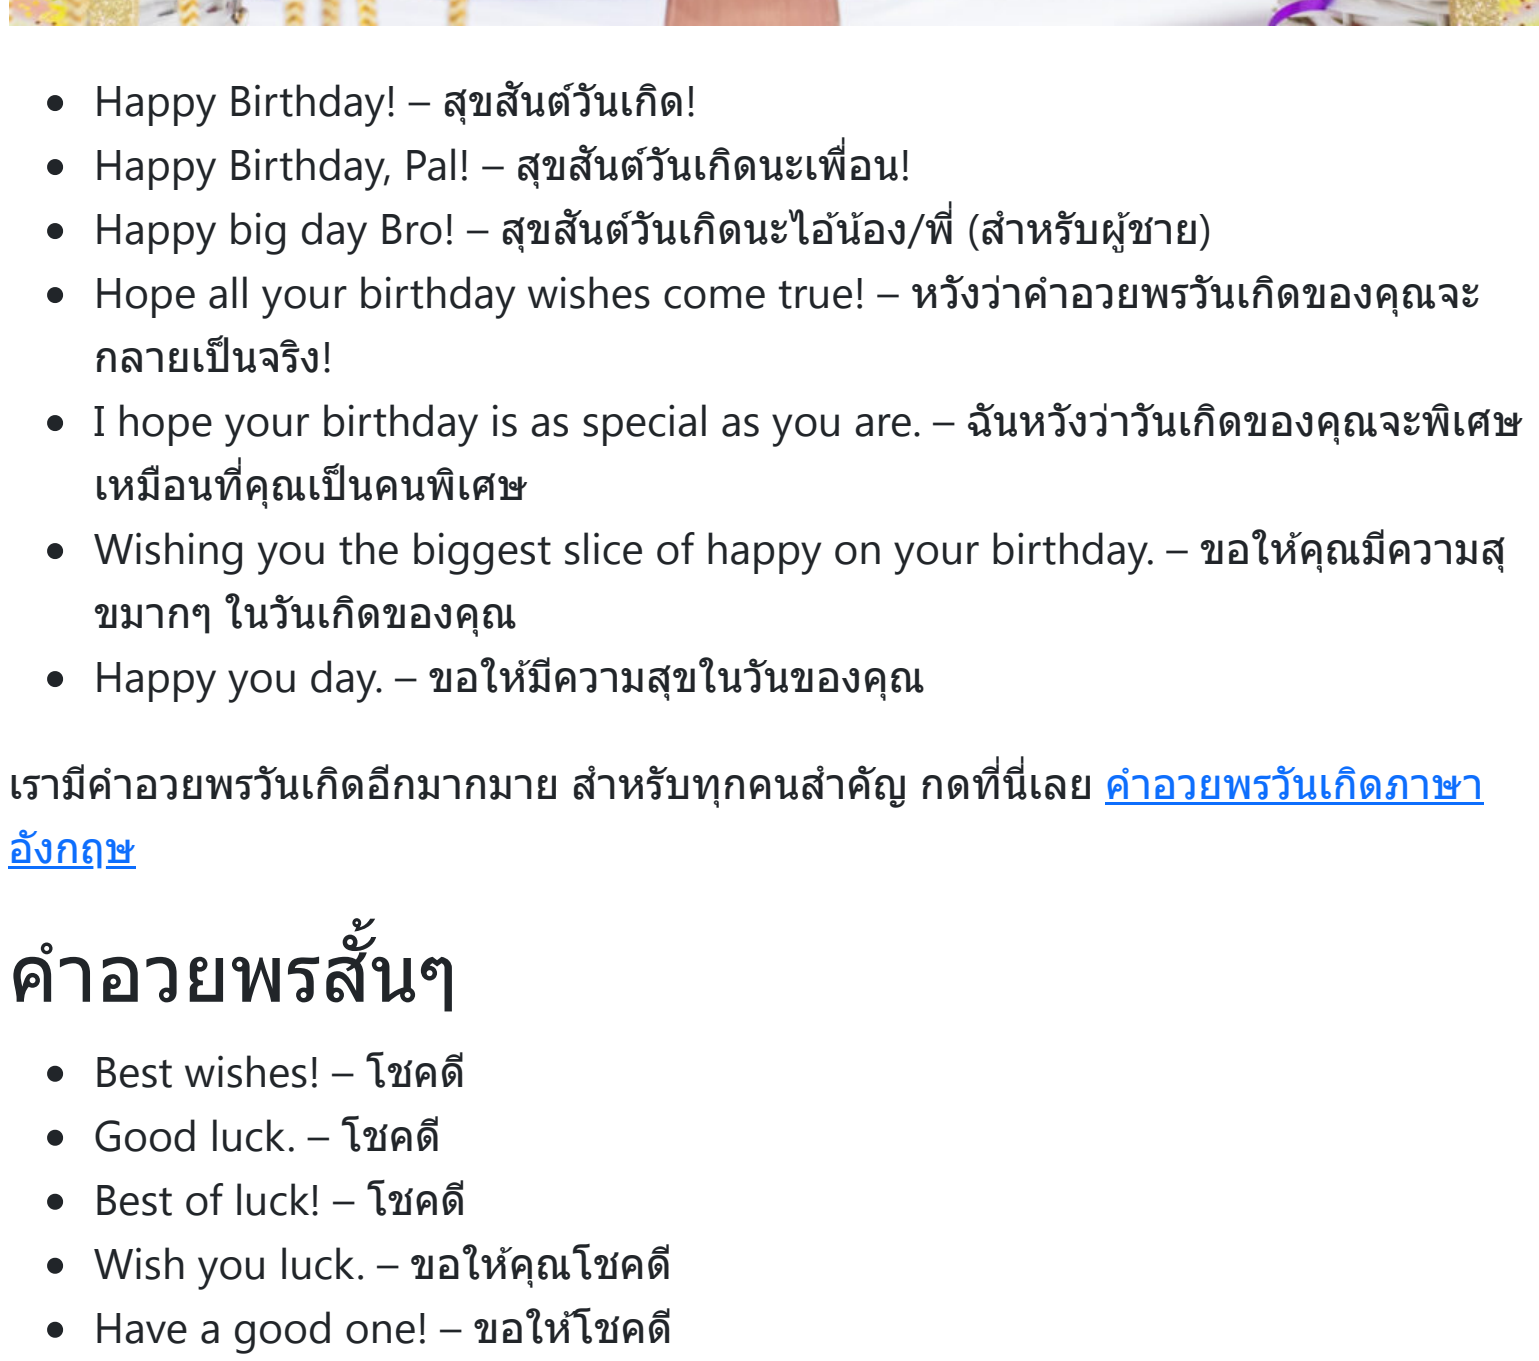 • Happy Birthday! – สุขสันต์วันเกิด!
• Happy Birthday, Pal! – สุขสันต์วันเกิดนะเพื่อน!
• Happy big day Bro! – สุขสันต์วันเกิดนะไอ้น้อง/พี่ (สำหรับผู้ชาย)
• Hope all your birthday wishes come true! – หวังว่าคำอวยพรวันเกิดของคุณจะ
กลายเป็นจริง!
• I hope your birthday is as special as you are. – ฉันหวังว่าวันเกิดของคุณจะพิเศษ
เหมือนที่คุณเป็นคนพิเศษ
• Wishing you the biggest slice of happy on your birthday. – ขอให้คุณมีความสุ
ขมากๆ ในวันเกิดของคุณ
• Happy you day. – ขอให้มีความสุขในวันของคุณ
เรามีคำอวยพรวันเกิดอีกมากมาย สำหรับทุกคนสำคัญ กดที่นี่เลย คำอวยพรวันเกิดภาษา
อังกฤษ
คำอวยพรสั้นๆ
• Best wishes! – โชคดี
• Good luck. – โชคดี
• Best of luck! – โชคดี
• Wish you luck. – ขอให้คุณโชคดี
• Have a good one! – ขอให้โชคดี